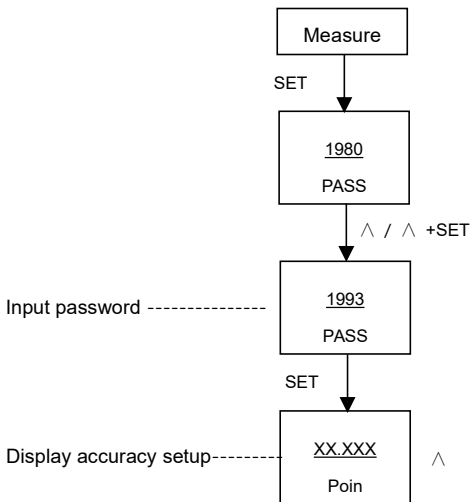 Measure
SET
1980
PASS
∧ / ∧ +SET
Input password
1993
PASS
SET
Display accuracy setup
XX.XXX
∧
Poin